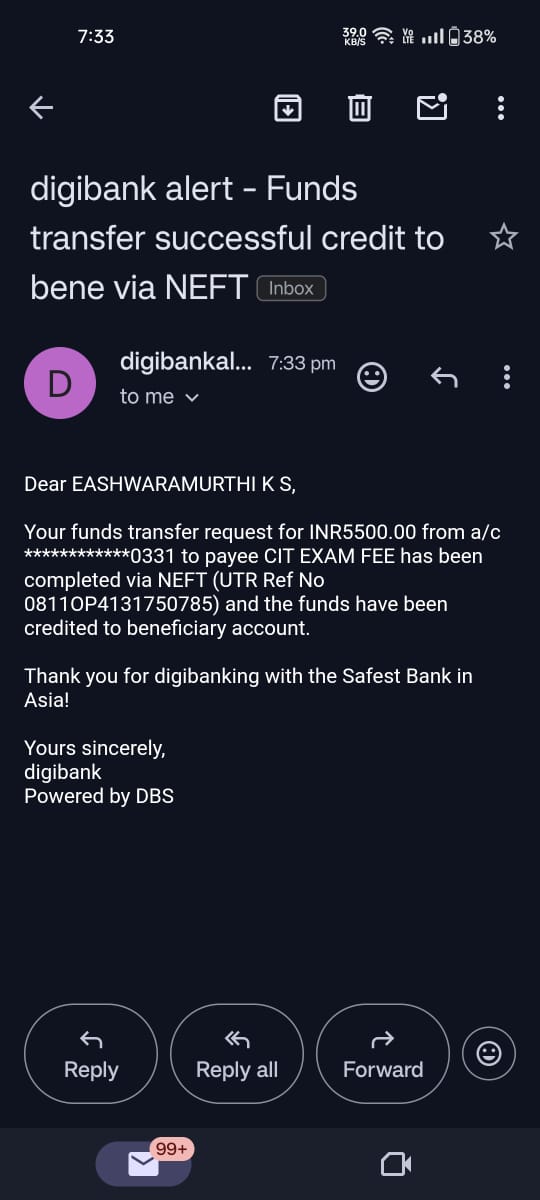 7:33
39.0 KB/S Vo LTE 38%
digibank alert - Funds
transfer successful credit to
bene via NEFT Inbox
D
digibankal... 7:33 pm
to me
Dear EASHWARAMURTHI K S,
Your funds transfer request for INR5500.00 from a/c
************0331 to payee CIT EXAM FEE has been
completed via NEFT (UTR Ref No
0811OP4131750785) and the funds have been
credited to beneficiary account.
Thank you for digibanking with the Safest Bank in
Asia!
Yours sincerely,
digibank
Powered by DBS
Reply
Reply all
Forward
99+